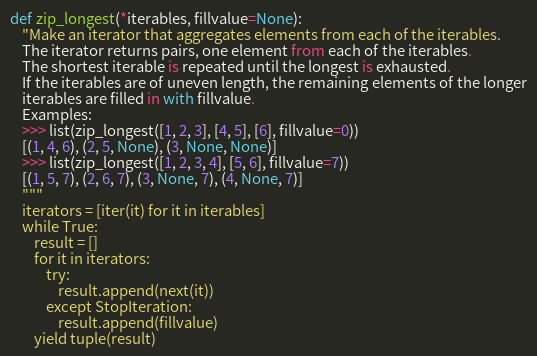 def zip_longest(*iterables, fillvalue=None):
"Make an iterator that aggregates elements from each of the iterables.
The iterator returns pairs, one element from each of the iterables.
The shortest iterable is repeated until the longest is exhausted.
If the iterables are of uneven length, the remaining elements of the longer
iterables are filled in with fillvalue.
Examples:
>>> list(zip_longest([1, 2, 3], [4, 5], [6], fillvalue=0))
[(1, 4, 6), (2, 5, None), (3, None, None)]
>>> list(zip_longest([1, 2, 3, 4], [5, 6], fillvalue=7))
[(1, 5, 7), (2, 6, 7), (3, None, 7), (4, None, 7)]
"""
iterators = [iter(it) for it in iterables]
while True:
result = []
for it in iterators:
try:
result.append(next(it))
except StopIteration:
result.append(fillvalue)
yield tuple(result)